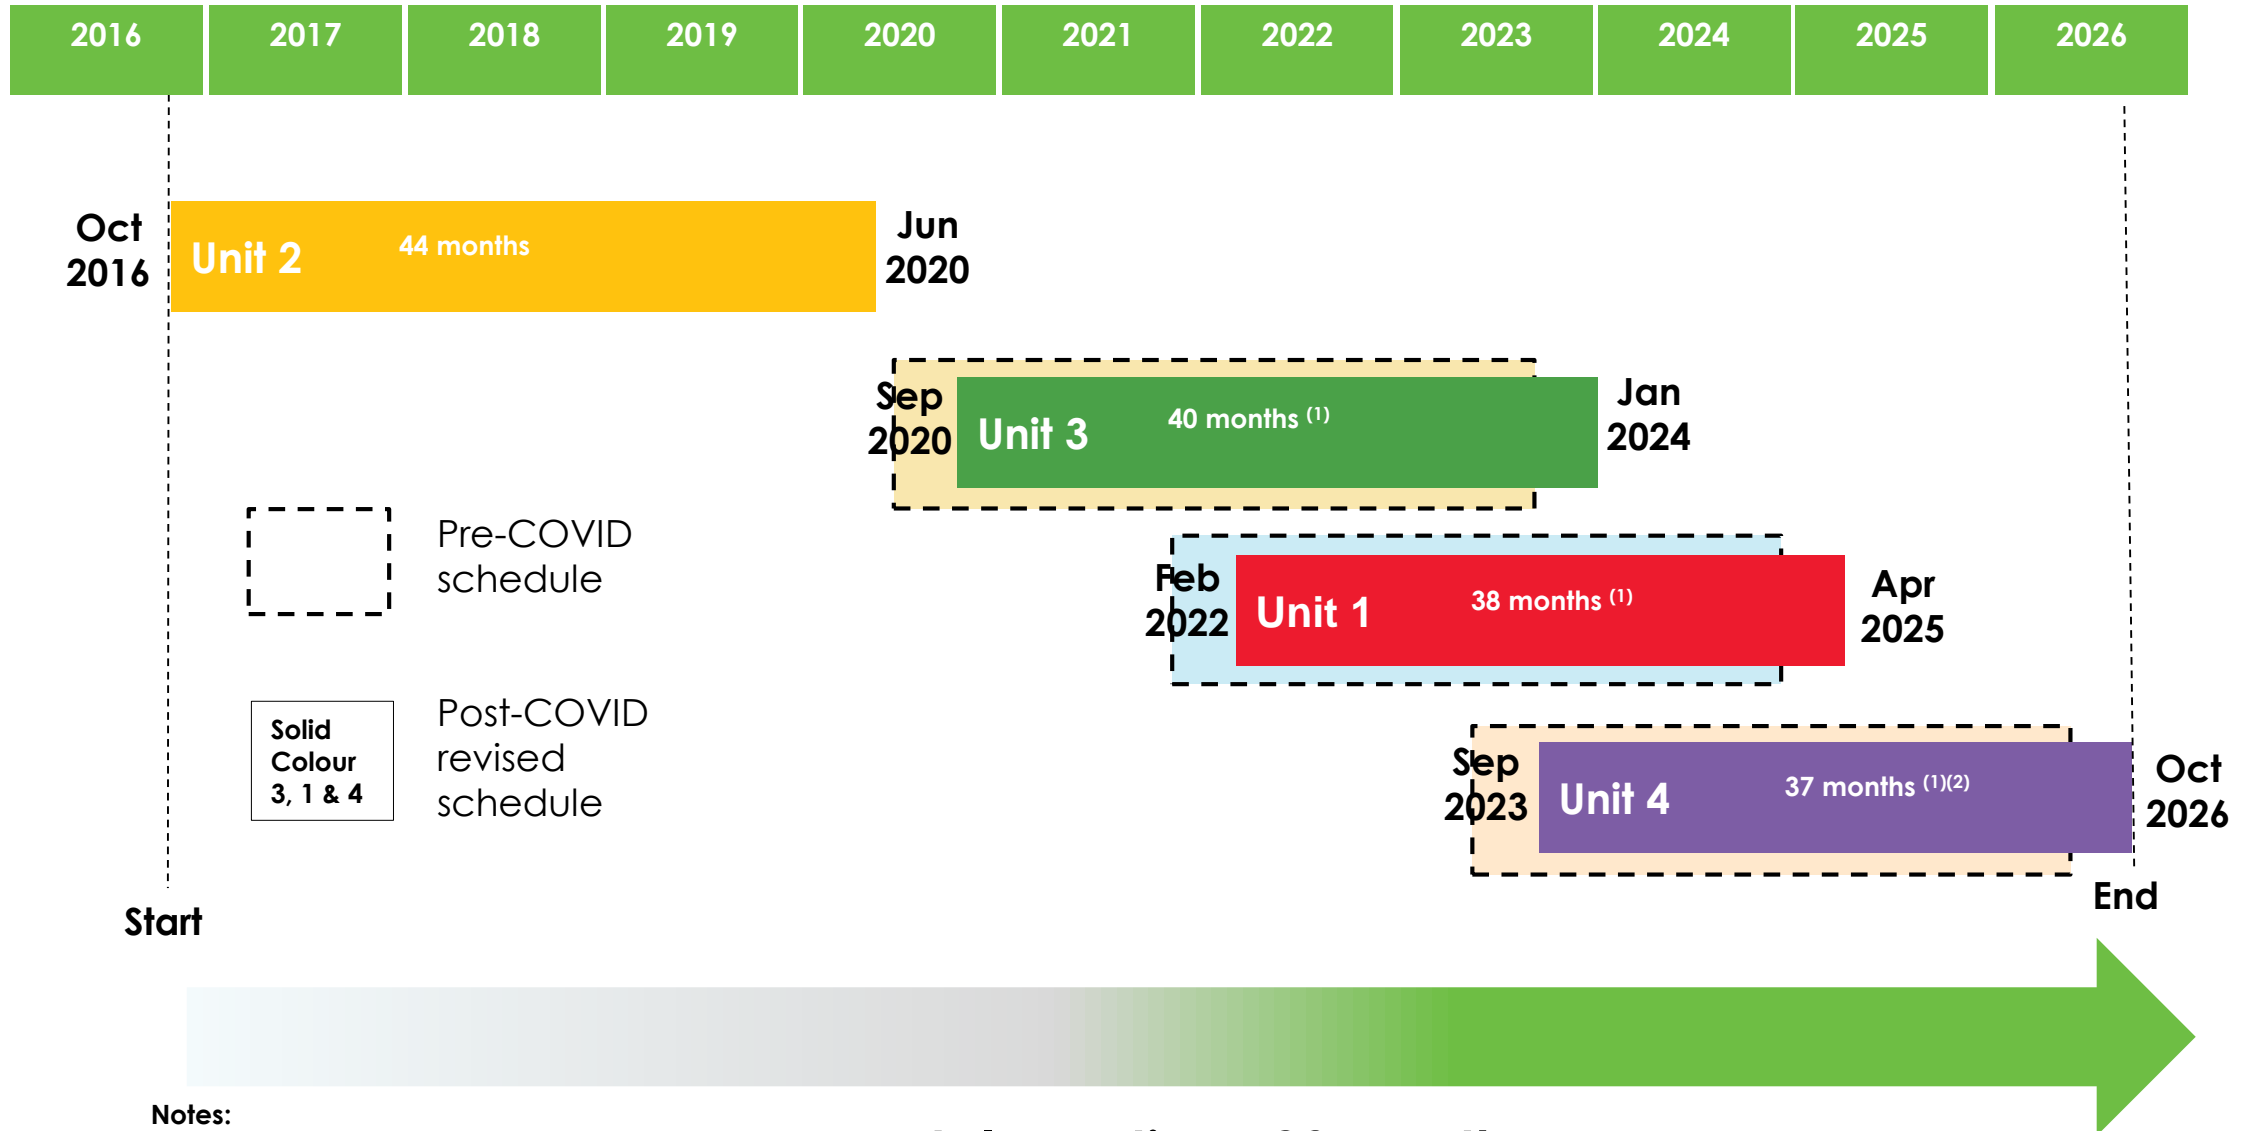 2016 2017 2018 2019 2020 2021 2022 2023 2024 2025 2026
Oct
2016
Unit 2
44 months
Jun
2020
Sep
2020
Unit 3
40 months (1)
Jan
2024
Pre-COVID
schedule
Feb
2022
Unit 1
38 months (1)
Apr
2025
Solid
Colour
3, 1 & 4
Post-COVID
revised
schedule
Sep
2023
Unit 4
37 months (1)(2)
Oct
2026
Start
End
Notes: